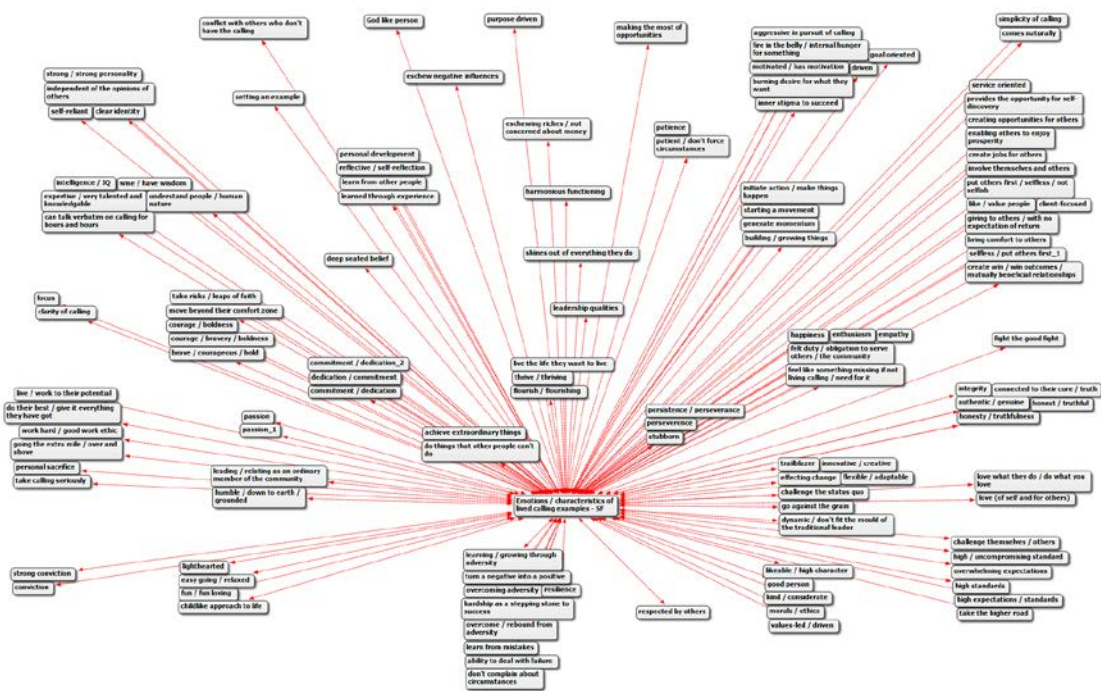 conflict with others who don't
have the calling
God like person
purpose driven
making the most of
opportunities
simplicity of calling
comes naturally
aggressive in pursuit of calling
fire in the belly / internal hunger
for something
goal oriented
motivated / has motivation
driven
burning desire for what they
want
inner stigma to succeed
strong / strong personality
independent of the opinions of
others
self-reliant
clear identity
eschew negative influences
setting an example
eschewing riches / not
concerned about money
patience
patient / don't force
circumstances
service oriented
provides the opportunity for self-
discovery
creating opportunities for others
enabling others to enjoy
prosperity
create jobs for others
involve themselves and others
put others first / selfless / not
selfish
like / value people
client-focused
giving to others / with no
expectation of return
bring comfort to others
selfless / put others first_1
create win / win outcomes /
mutually beneficial relationships
personal development
reflective / self-reflection
learn from other people
learned through experience
intelligence / IQ
wise / have wisdom
expertise / very talented and
knowledgable
understand people / human
nature
can talk verbatim on calling for
hours and hours
harmonious functioning
initiate action / make things
happen
starting a movement
generate momentum
building / growing things
deep seated belief
shines out of everything they do
leadership qualities
focus
clarity of calling
take risks / leaps of faith
move beyond their comfort zone
courage / boldness
courage / bravery / boldness
brave / courageous / bold
commitment / dedication_2
dedication / commitment
commitment / dedication
live the life they want to live
thrive / thriving
flourish / flourishing
happiness
enthusiasm
empathy
felt duty / obligation to serve
others / the community
feel like something missing if not
living calling / need for it
fight the good fight
live / work to their potential
do their best / give it everything
they have got
work hard / good work ethic
going the extra mile / over and
above
personal sacrifice
take calling seriously
passion
passion_1
achieve extraordinary things
do things that other people can't
do
persistence / perseverance
perseverence
stubborn
integrity
connected to their core / truth
authentic / genuine
honest / truthful
honesty / truthfulness
leading / relating as an ordinary
member of the community
humble / down to earth /
grounded
Emotions / characteristics of
lived calling examples - SF
trailblazer
innovative / creative
effecting change
flexible / adaptable
challenge the status quo
go against the grain
dynamic / don't fit the mould of
the traditional leader
love what they do / do what you
love
love (of self and for others)
strong conviction
conviction
lighthearted
easy going / relaxed
fun / fun loving
childlike approach to life
learning / growing through
adversity
turn a negative into a positive
overcoming adversity
resilience
hardship as a stepping stone to
success
overcome / rebound from
adversity
learn from mistakes
ability to deal with failure
don't complain about
circumstances
respected by others
likeable / high character
good person
kind / considerate
morals / ethics
values-led / driven
challenge themselves / others
high / uncompromising standard
overwhelming expectations
high standards
high expectations / standards
take the higher road